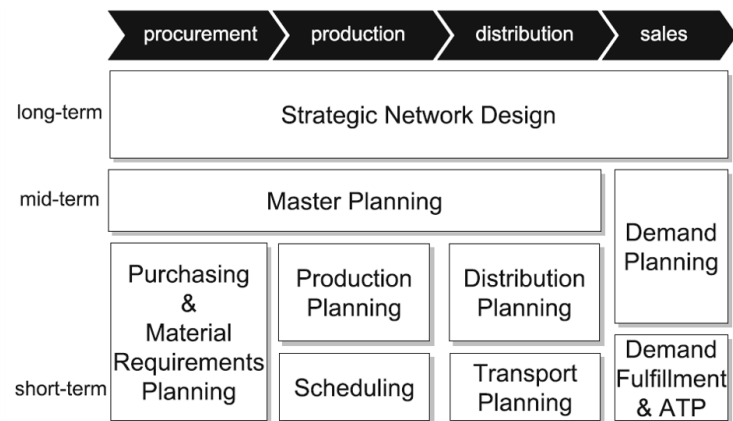 procurement production distribution sales
long-term
Strategic Network Design
mid-term
Master Planning
Demand
Planning
Purchasing
&
Material
Requirements
Planning
Production
Planning
Distribution
Planning
short-term
Scheduling
Transport
Planning
Demand
Fulfillment
& ATP